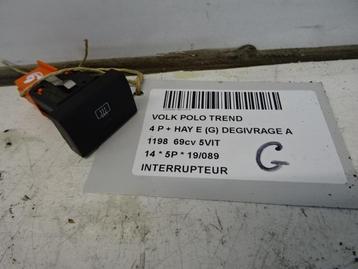 VOLK POLO TREND
4 P + HAY E (G) DEGIVRAGE A
1198 69cv 5VIT
14 * 5P * 19/089
INTERRUPTEUR
G